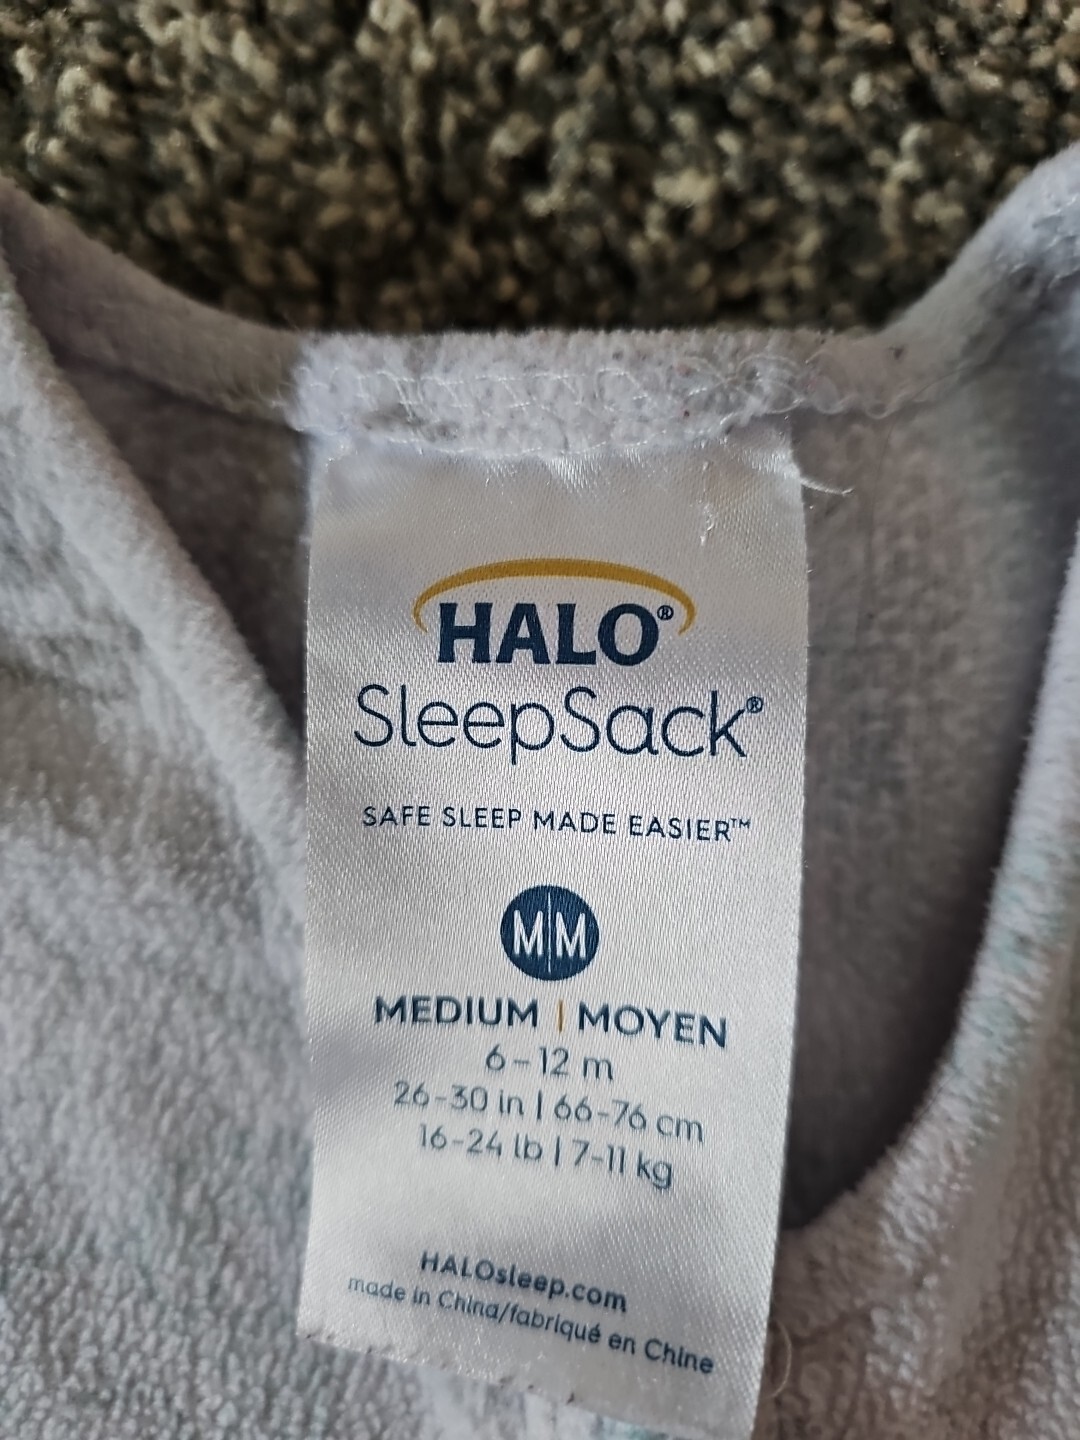 HALO®
SleepSack®
SAFE SLEEP MADE EASIER™
M|M
MEDIUM | MOYEN
6-12 m
26-30 in | 66-76 cm
16-24 lb | 7-11 kg
HALOsleep.com
made in China/fabriqué en Chine